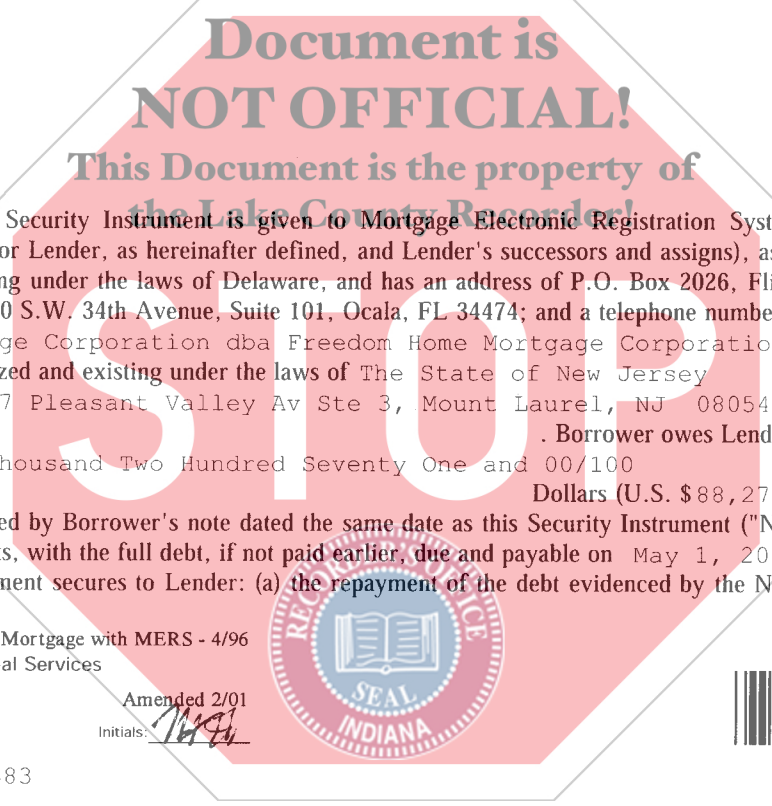 Document is
NOT OFFICIAL!
This Document is the property of
the Lake County Recorder!
Security Instrument is given to Mortgage Electronic Registration Syst
or Lender, as hereinafter defined, and Lender's successors and assigns), as
ng under the laws of Delaware, and has an address of P.O. Box 2026, Fli
0 S.W. 34th Avenue, Suite 101, Ocala, FL 34474; and a telephone numbe
ge Corporation dba Freedom Home Mortgage Corporatio
zed and existing under the laws of The State of New Jersey
7 Pleasant Valley Av Ste 3, Mount Laurel, NJ 08054
. Borrower owes Lend
housand Two Hundred Seventy One and 00/100
Dollars (U.S. $88,27
ed by Borrower's note dated the same date as this Security Instrument ("N
s, with the full debt, if not paid earlier, due and payable on May 1, 20
ment secures to Lender: (a) the repayment of the debt evidenced by the N
STOP
Mortgage with MERS - 4/96
al Services
Amended 2/01
Initials:
RECORDER'S OFFICE
SEAL
INDIANA
83